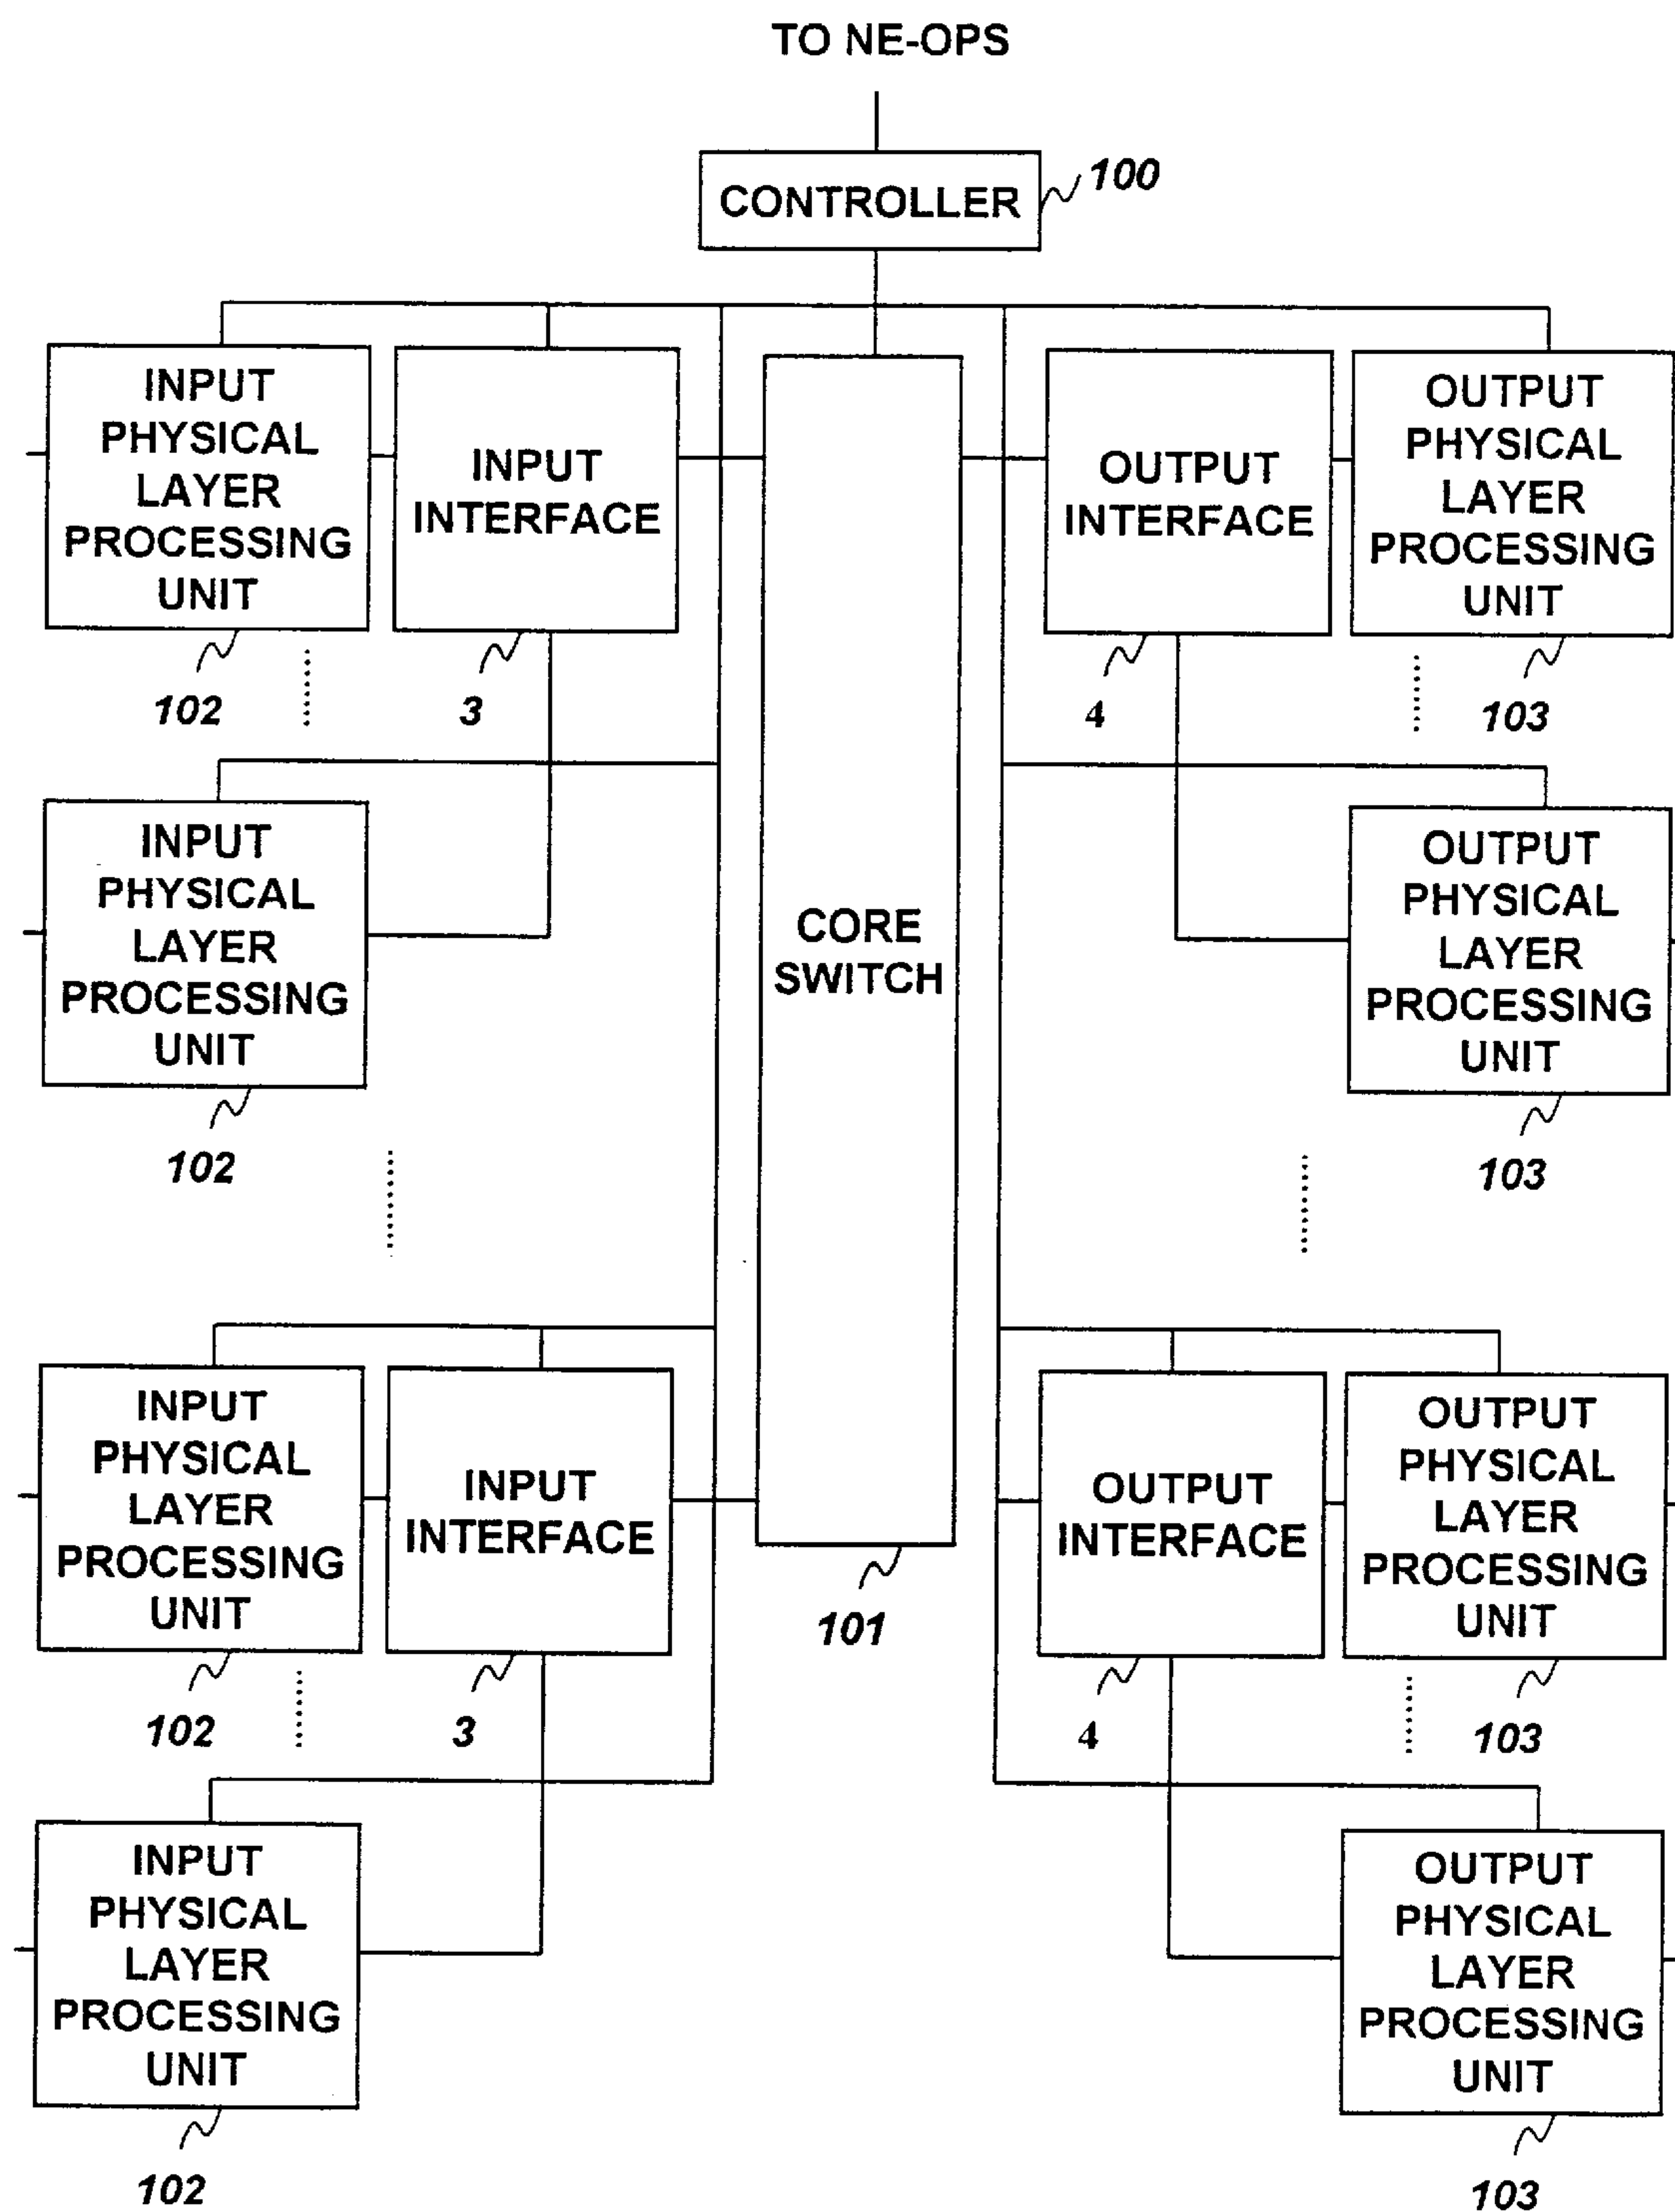 TO NE-OPS
CONTROLLER
100
INPUT
PHYSICAL
LAYER
PROCESSING
UNIT
102
INPUT
INTERFACE
3
OUTPUT
INTERFACE
4
OUTPUT
PHYSICAL
LAYER
PROCESSING
UNIT
103
INPUT
PHYSICAL
LAYER
PROCESSING
UNIT
102
CORE
SWITCH
101
OUTPUT
PHYSICAL
LAYER
PROCESSING
UNIT
103
INPUT
PHYSICAL
LAYER
PROCESSING
UNIT
102
INPUT
INTERFACE
3
OUTPUT
INTERFACE
4
OUTPUT
PHYSICAL
LAYER
PROCESSING
UNIT
103
INPUT
PHYSICAL
LAYER
PROCESSING
UNIT
102
OUTPUT
PHYSICAL
LAYER
PROCESSING
UNIT
103